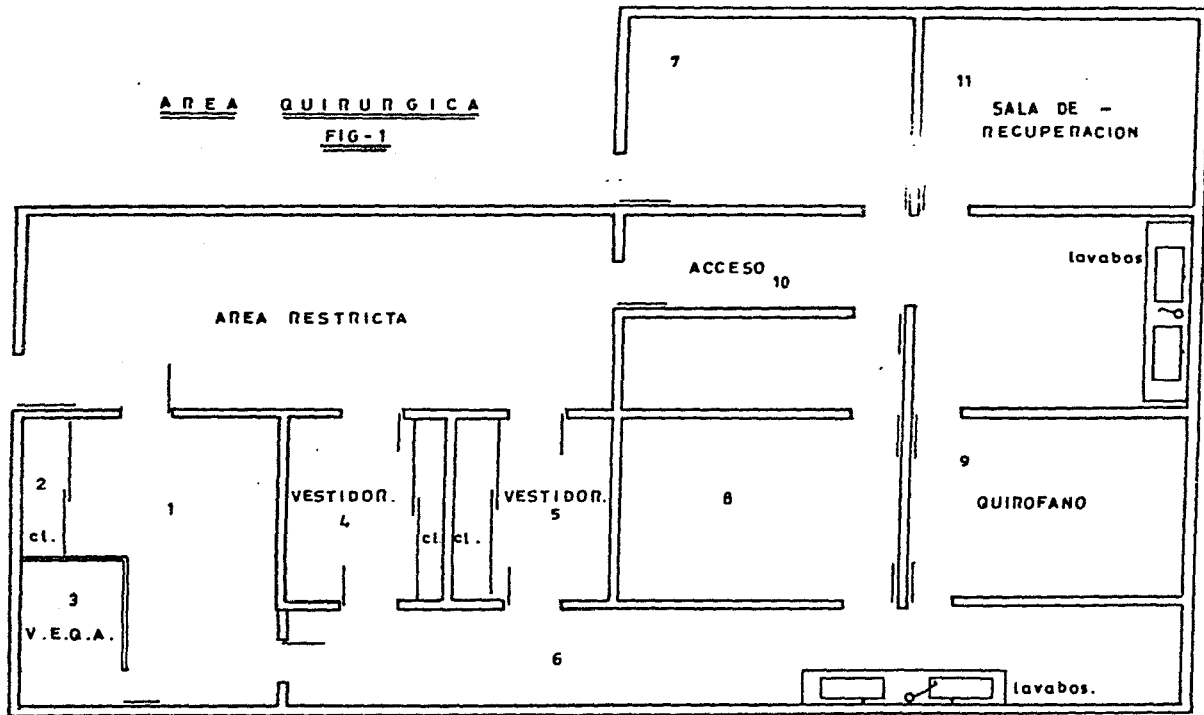 AREA QUIRURGICA
FIG-1
7
11
SALA DE -
RECUPERACION
lavabos
ACCESO
10
AREA RESTRICTA
2
cl.
1
VESTIDOR.
4
cl.
cl.
VESTIDOR.
5
8
9
QUIROFANO
3
V.E.Q.A.
6
lavabos.